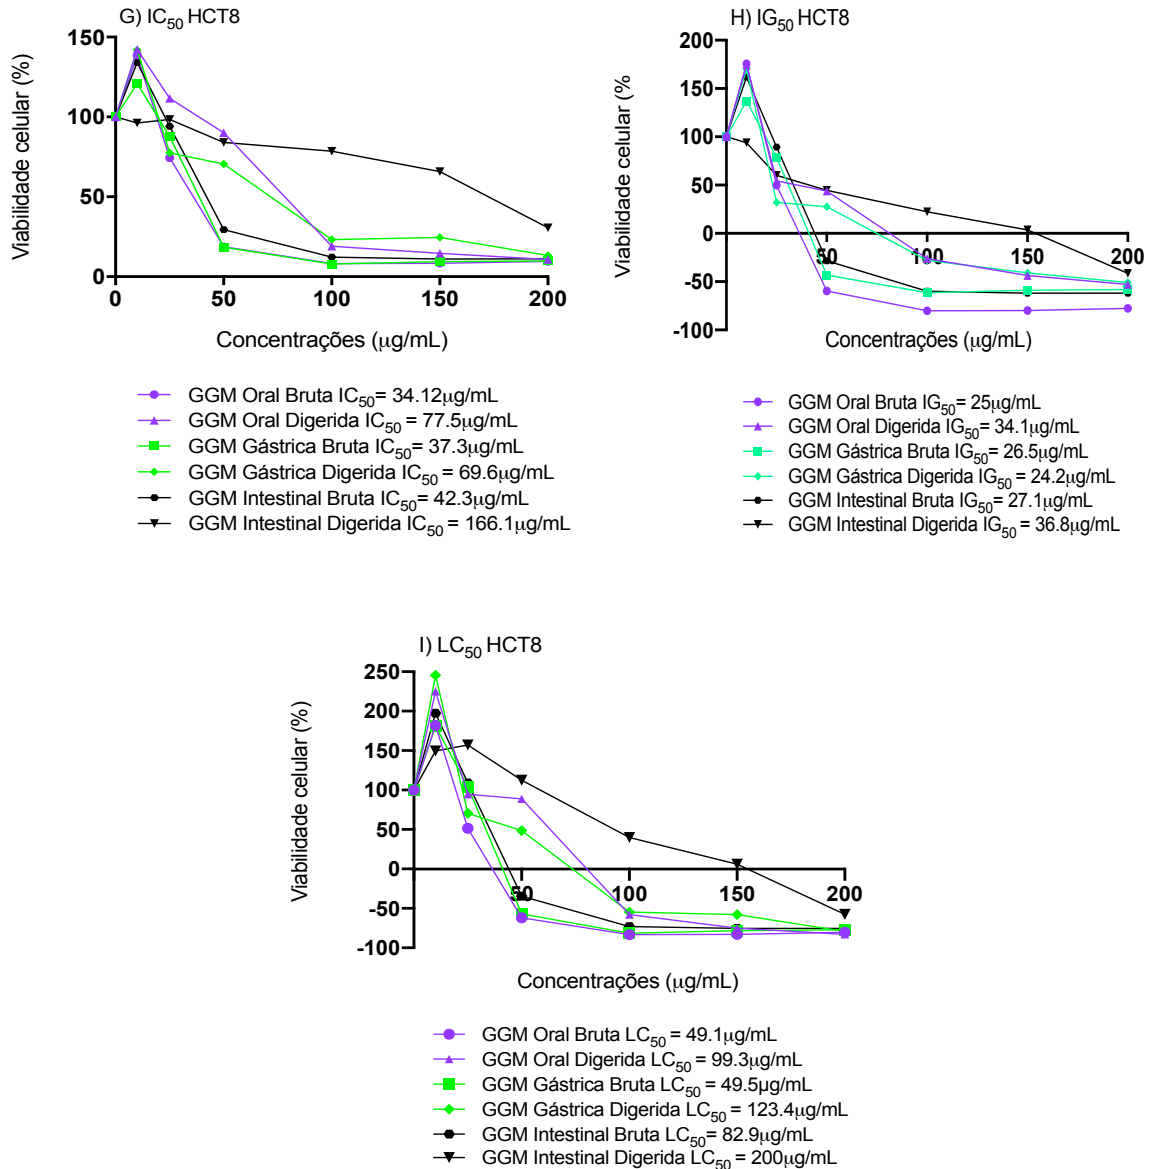 G) IC50 HCT8
Viabilidade celular (%)
150
100
50
0
0 50 100 150 200
Concentrações (μg/mL)
GGM Oral Bruta IC50= 34.12μg/mL
GGM Oral Digerida IC50 = 77.5μg/mL
GGM Gástrica Bruta IC50= 37.3μg/mL
GGM Gástrica Digerida IC50 = 69.6μg/mL
GGM Intestinal Bruta IC50= 42.3μg/mL
GGM Intestinal Digerida IC50 = 166.1μg/mL
H) IG50 HCT8
Viabilidade celular (%
200
150
100
50
0
-50
-100
50 100 150 200
Concentrações (μg/mL)
GGM Oral Bruta IG50= 25μg/mL
GGM Oral Digerida IG50= 34.1μg/mL
GGM Gástrica Bruta IG50= 26.5μg/mL
GGM Gástrica Digerida IG50 = 24.2μg/mL
GGM Intestinal Bruta IG50= 27.1μg/mL
GGM Intestinal Digerida IG50 = 36.8μg/mL
I) LC50 HCT8
Viabilidade celular (%)
250
200
150
100
50
0
-50
-100
50 100 150 200
Concentrações (μg/mL)
GGM Oral Bruta LC50 = 49.1μg/mL
GGM Oral Digerida LC50 = 99.3μg/mL
GGM Gástrica Bruta LC50 = 49.5μg/mL
GGM Gástrica Digerida LC50 = 123.4μg/mL
GGM Intestinal Bruta LC50= 82.9μg/mL
GGM Intestinal Digerida LC50 = 200μg/mL